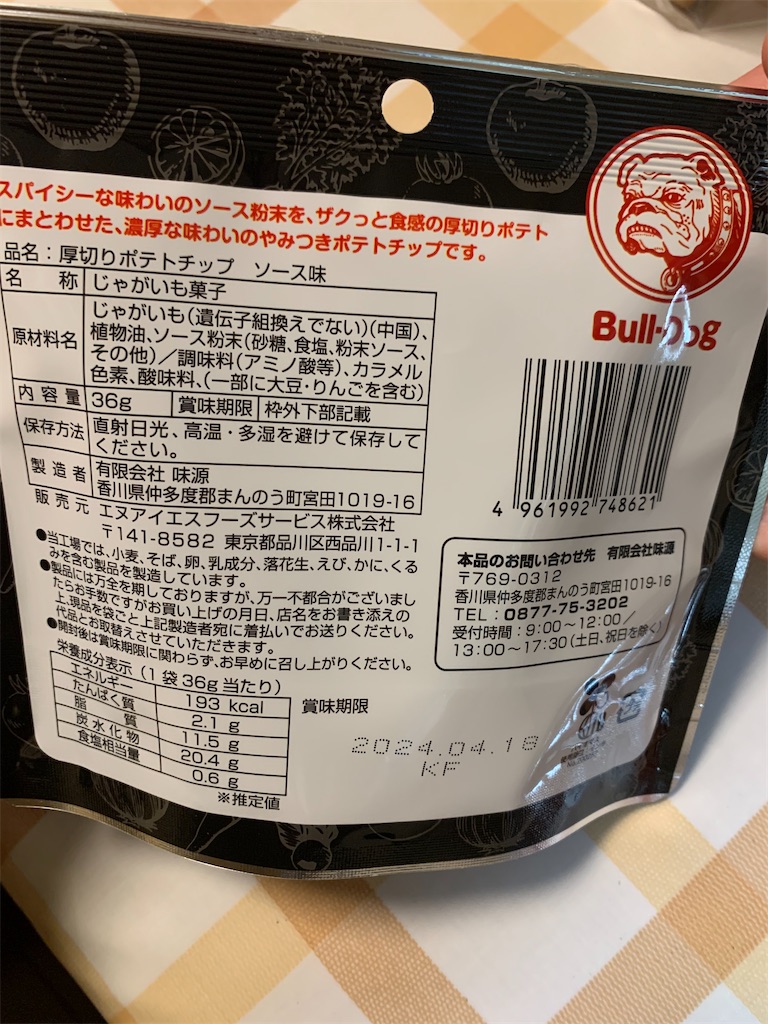 スパイシーな味わいのソース粉末を、ザクっと食感の厚切りポテト
にまとわせた、濃厚な味わいのやみつきポテトチップです。
Bull-Dog
品名：厚切りポテトチップ ソース味
名 称 じゃがいも菓子
原材料名 じゃがいも(遺伝子組換えでない)(中国)、
植物油、ソース粉末(砂糖、食塩、粉末ソース、
その他)／調味料(アミノ酸等)、カラメル
色素、酸味料、(一部に大豆・りんごを含む)
内容量 36g 賞味期限 枠外下部記載
保存方法 直射日光、高温・多湿を避けて保存して
ください。
製造者 有限会社 味源
香川県仲多度郡まんのう町宮田1019-16
販売元 エヌアイエスフーズサービス株式会社
〒141-8582 東京都品川区西品川1-1-1
●当工場では、小麦、そば、卵、乳成分、落花生、えび、かに、くる
みを含む製品を製造しています。
●製品には万全を期しておりますが、万一不都合がございまし
たらお手数ですがお買い上げの月日、店名をお書き添えの
上、現品を袋ごと上記製造者宛に着払いでお送りください。
代品とお取替えさせていただきます。
●開封後は賞味期限に関わらず、お早めに召し上がりください。
栄養成分表示(1袋36g当たり)
エネルギー 193 kcal
たんぱく質 2.1 g
脂 質 11.5 g
炭水化物 20.4 g
食塩相当量 0.6 g
※推定値
4 961992 748621
本品のお問い合わせ先 有限会社味源
〒769-0312
香川県仲多度郡まんのう町宮田1019-16
TEL：0877-75-3202
受付時間：9:00～12:00／
13:00～17:30(土日、祝日を除く)
賞味期限
2024.04.18
KF